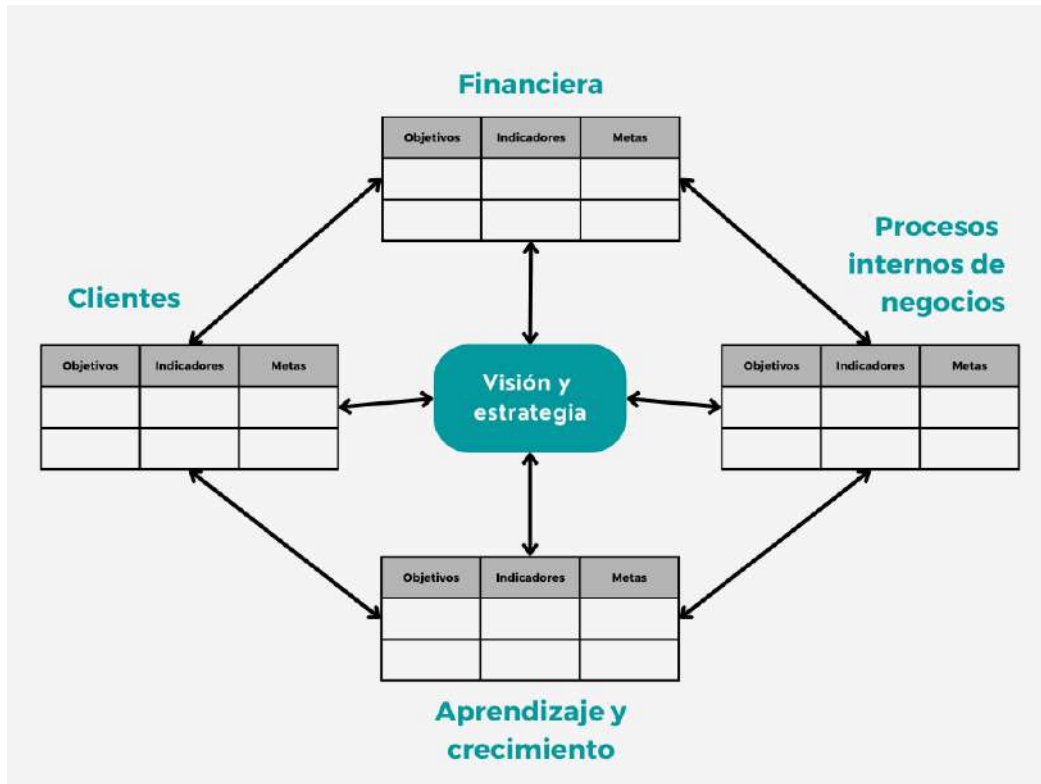 Financiera
Objetivos Indicadores Metas
Procesos
internos de
negocios
Clientes
Objetivos Indicadores Metas
Visión y
estrategia
Objetivos Indicadores Metas
Objetivos Indicadores Metas
Aprendizaje y
crecimiento